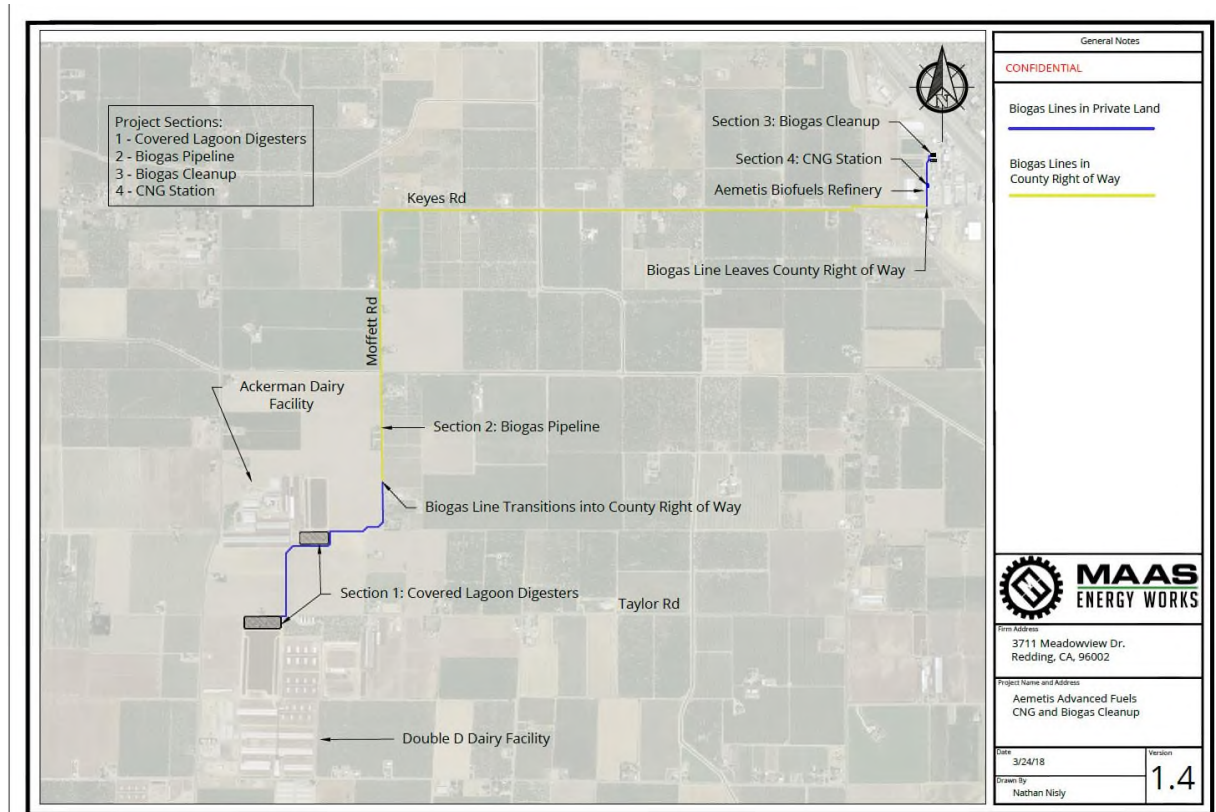 Project Sections:
1 - Covered Lagoon Digesters
2 - Biogas Pipeline
3 - Biogas Cleanup
4 - CNG Station
N
Section 3: Biogas Cleanup
Section 4: CNG Station
Aemetis Biofuels Refinery
Keyes Rd
Biogas Line Leaves County Right of Way
Moffett Rd
Ackerman Dairy
Facility
Section 2: Biogas Pipeline
Biogas Line Transitions into County Right of Way
Section 1: Covered Lagoon Digesters
Taylor Rd
Double D Dairy Facility
General Notes
CONFIDENTIAL
Biogas Lines in Private Land
Biogas Lines in
County Right of Way
MAAS
ENERGY WORKS
Firm Address
3711 Meadowview Dr.
Redding, CA, 96002
Project Name and Address
Aemetis Advanced Fuels
CNG and Biogas Cleanup
Date
3/24/18
Version
1.4
Drawn By
Nathan Nisly